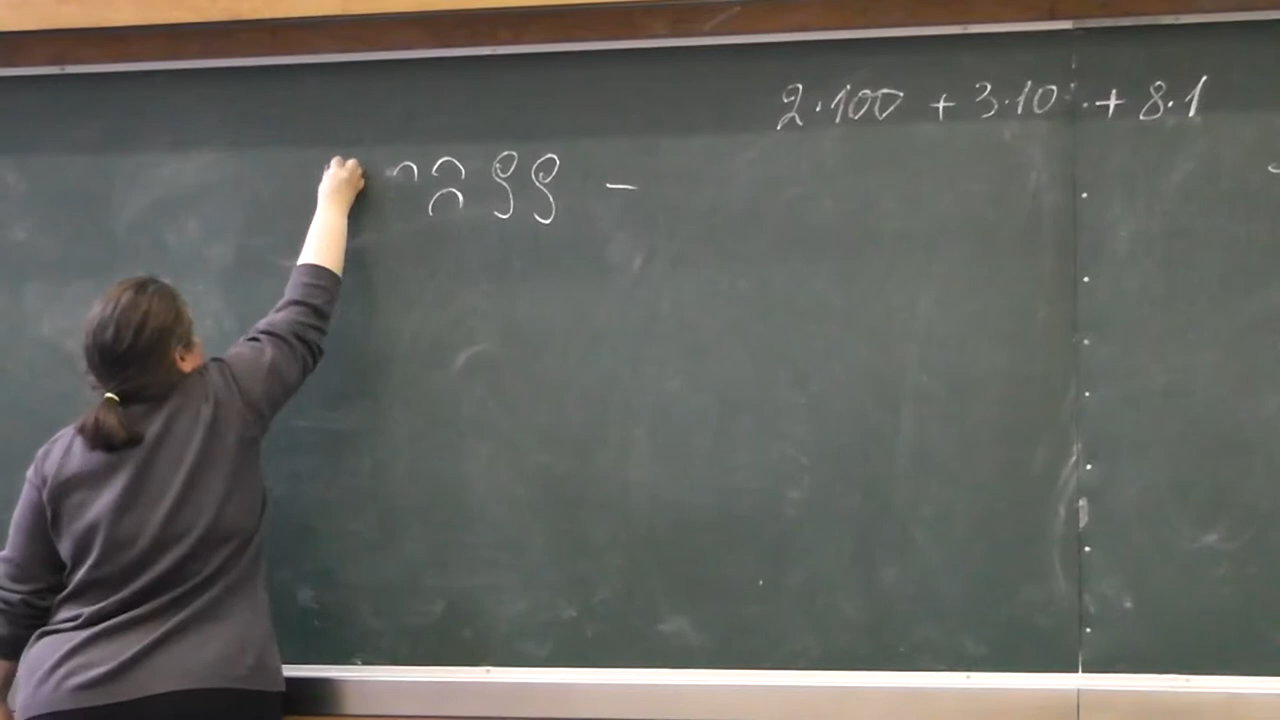 2·100 + 3·10 + 8·1
∩ ∩ ∩ 𓍢 𓍢 –